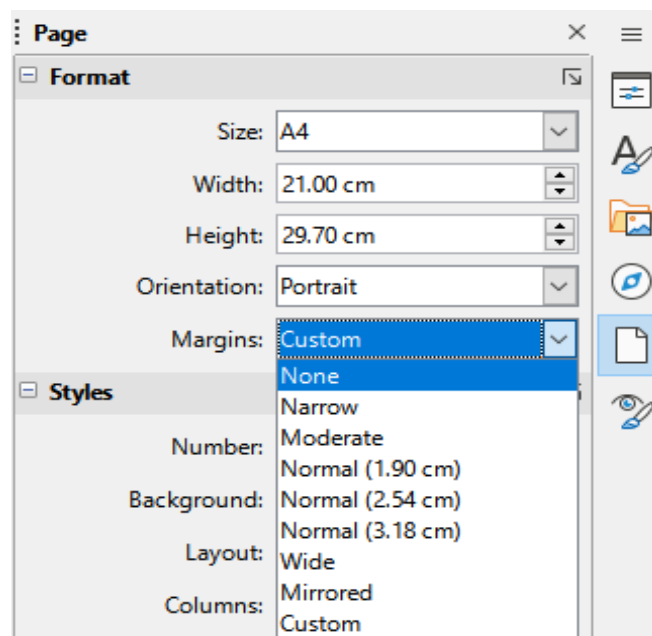 Page
Format
Size: A4
Width: 21.00 cm
Height: 29.70 cm
Orientation: Portrait
Margins: Custom
None
Styles
Narrow
Number:
Moderate
Normal (1.90 cm)
Background: Normal (2.54 cm)
Normal (3.18 cm)
Layout:
Wide
Columns:
Mirrored
Custom